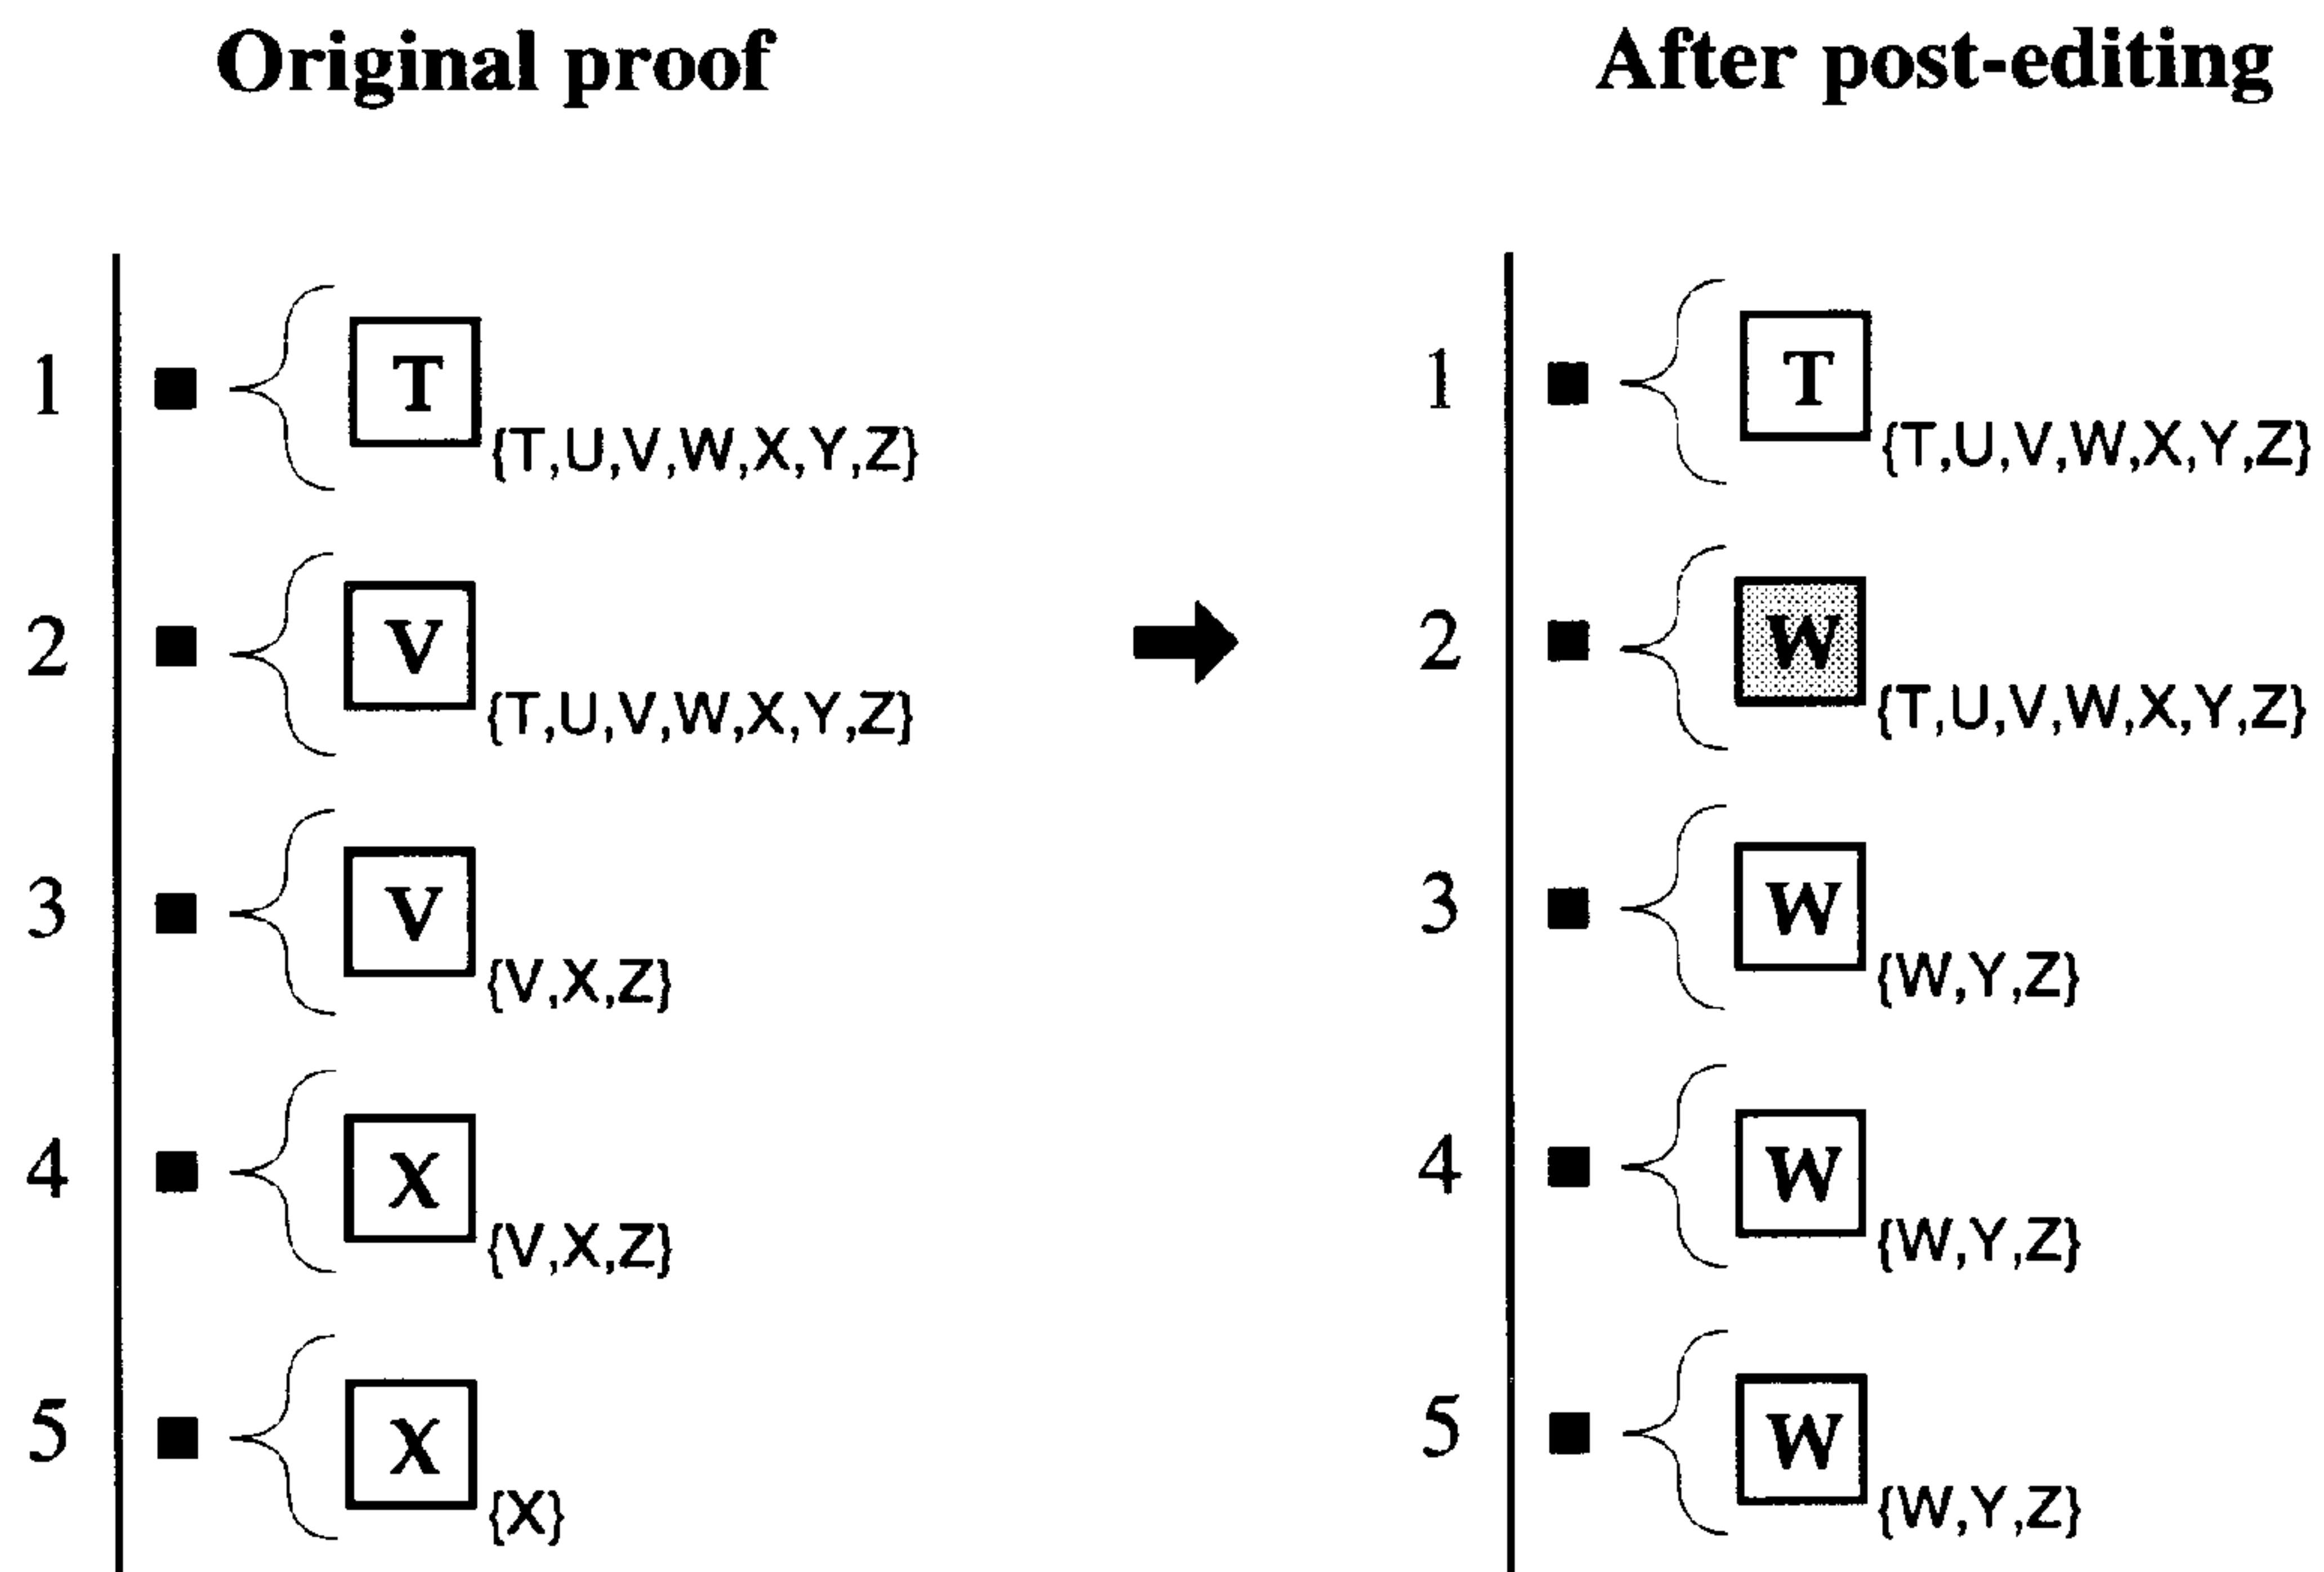 Original proof
1 T {T,U,V,W,X,Y,Z}
2 V {T,U,V,W,X,Y,Z}
3 V {V,X,Z}
4 X {V,X,Z}
5 X {X}
After post-editing
1 T {T,U,V,W,X,Y,Z}
2 W {T,U,V,W,X,Y,Z}
3 W {W,Y,Z}
4 W {W,Y,Z}
5 W {W,Y,Z}